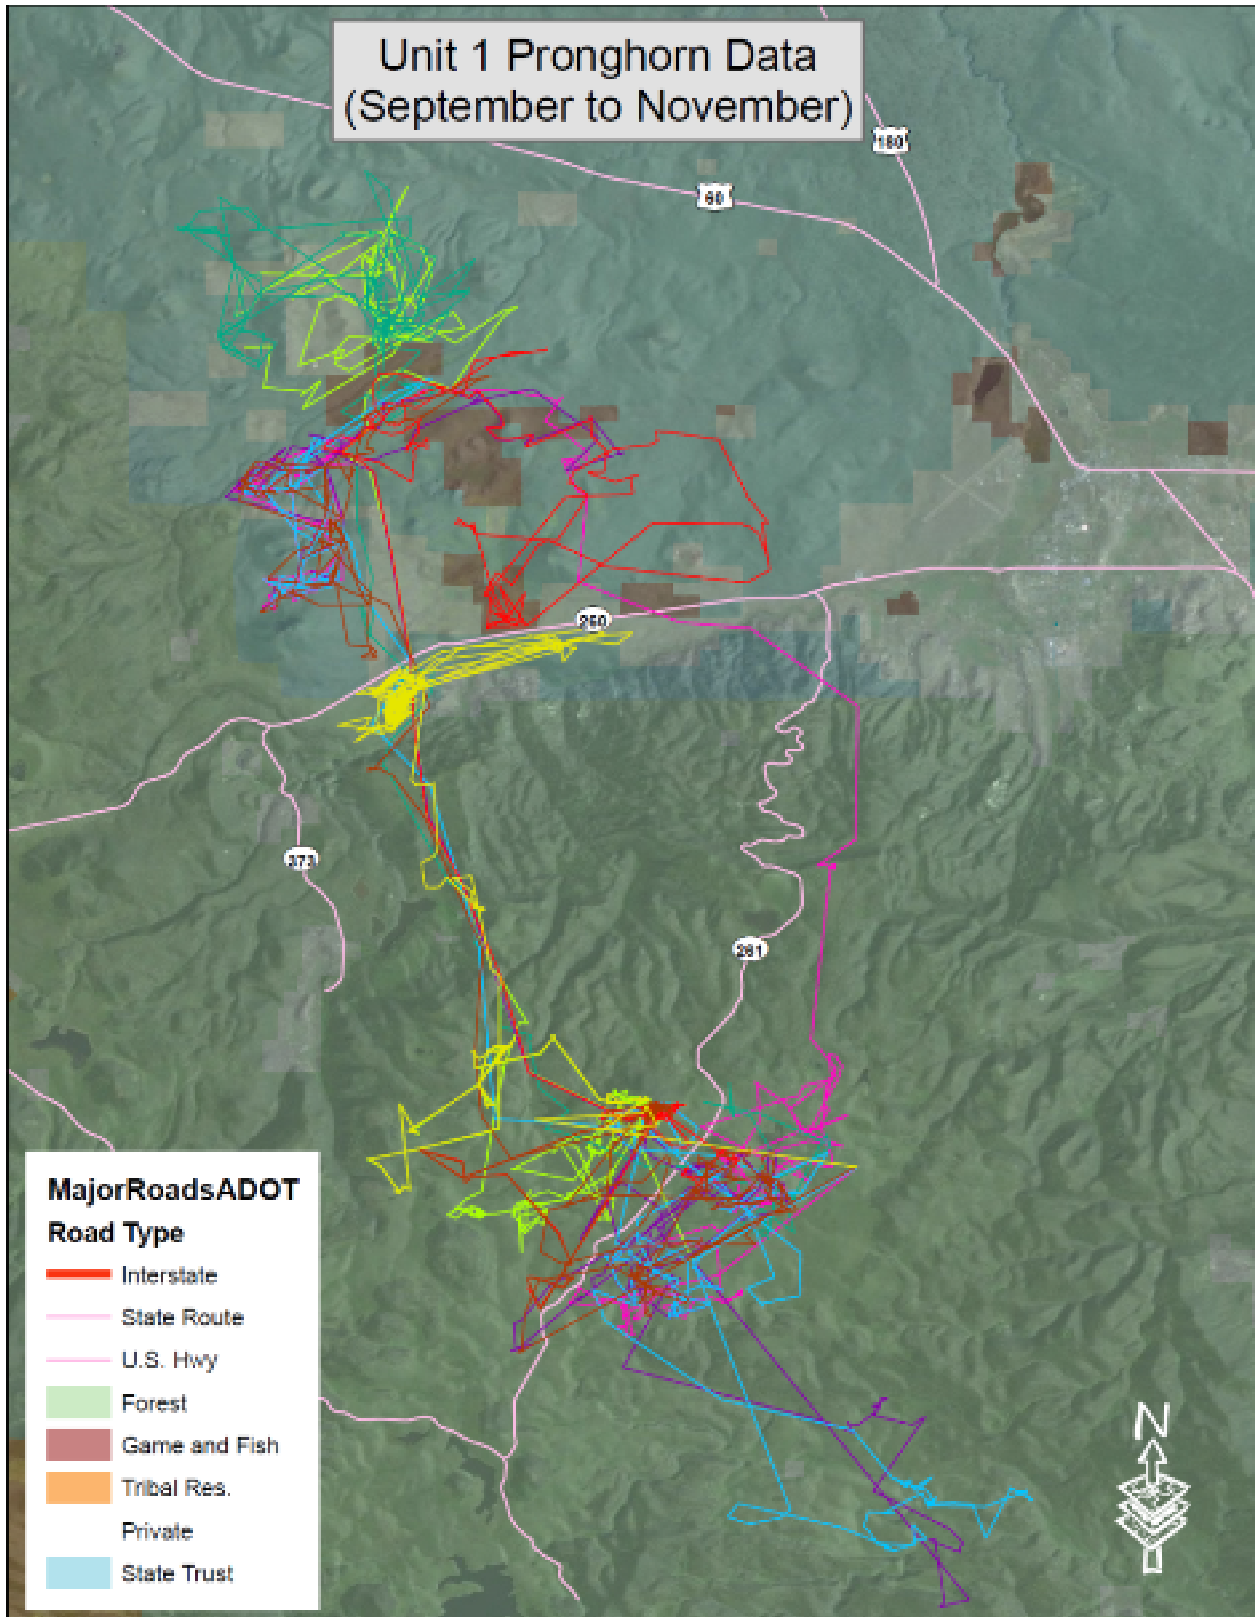 Unit 1 Pronghorn Data
(September to November)
180
60
260
373
261
MajorRoadsADOT
Road Type
Interstate
State Route
U.S. Hwy
Forest
Game and Fish
Tribal Res.
Private
State Trust
N